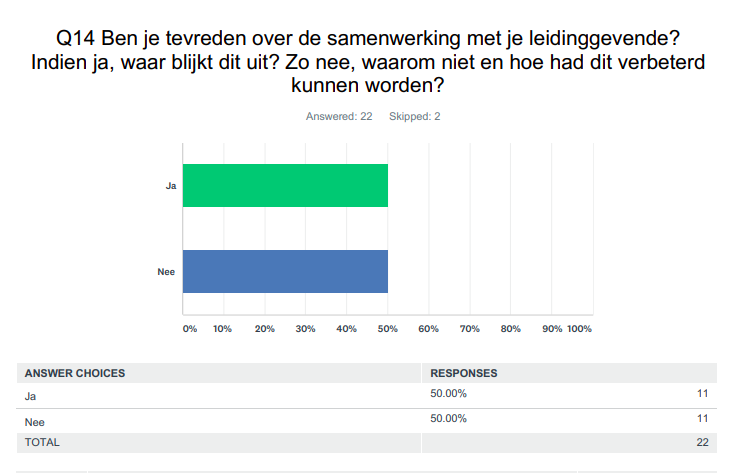 Q14 Ben je tevreden over de samenwerking met je leidinggevende?
Indien ja, waar blijkt dit uit? Zo nee, waarom niet en hoe had dit verbeterd
kunnen worden?
Answered: 22 Skipped: 2
Ja
Nee
0% 10% 20% 30% 40% 50% 60% 70% 80% 90% 100%
ANSWER CHOICES RESPONSES
Ja 50.00% 11
Nee 50.00% 11
TOTAL 22